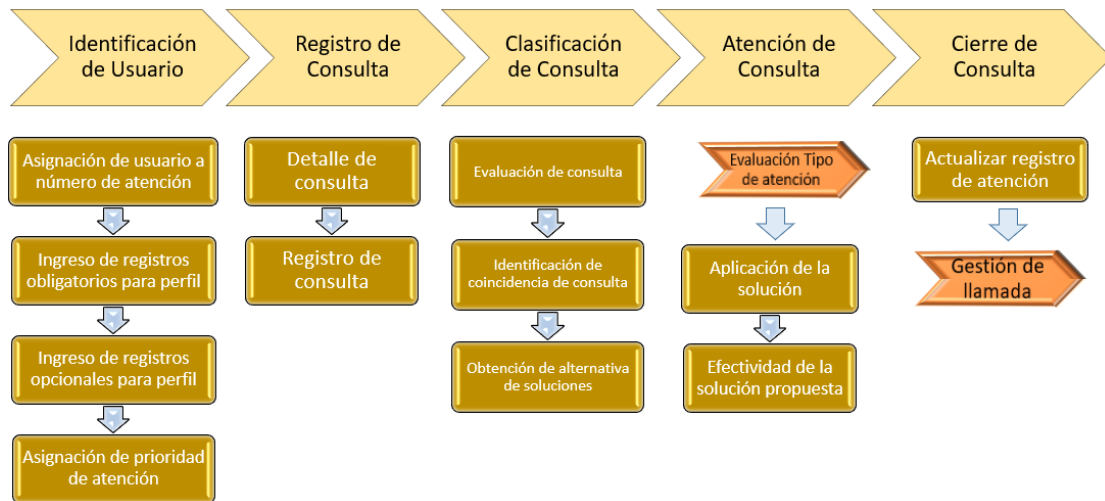 Identificación
de Usuario
Registro de
Consulta
Clasificación
de Consulta
Atención de
Consulta
Cierre de
Consulta
Asignación de usuario a
número de atención
Ingreso de registros
obligatorios para perfil
Ingreso de registros
opcionales para perfil
Asignación de prioridad
de atención
Detalle de
consulta
Registro de
consulta
Evaluación de consulta
Identificación de
coincidencia de consulta
Obtención de alternativa
de soluciones
Evaluación Tipo
de atención
Aplicación de la
solución
Efectividad de la
solución propuesta
Actualizar registro
de atención
Gestión de
llamada